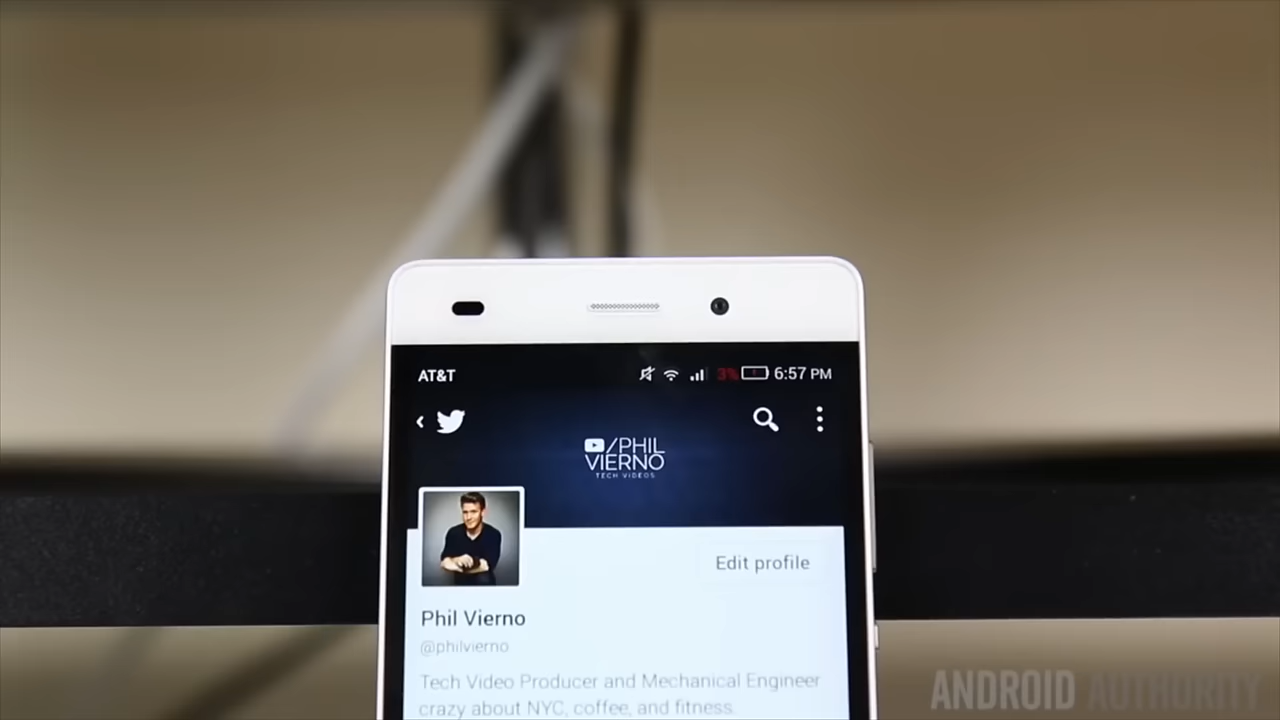 AT&T 3% 6:57 PM
/PHIL
VIERNO
TECH VIDEOS
Edit profile
Phil Vierno
@philvierno
Tech Video Producer and Mechanical Engineer
crazy about NYC, coffee, and fitness.
ANDROID AUTHORITY